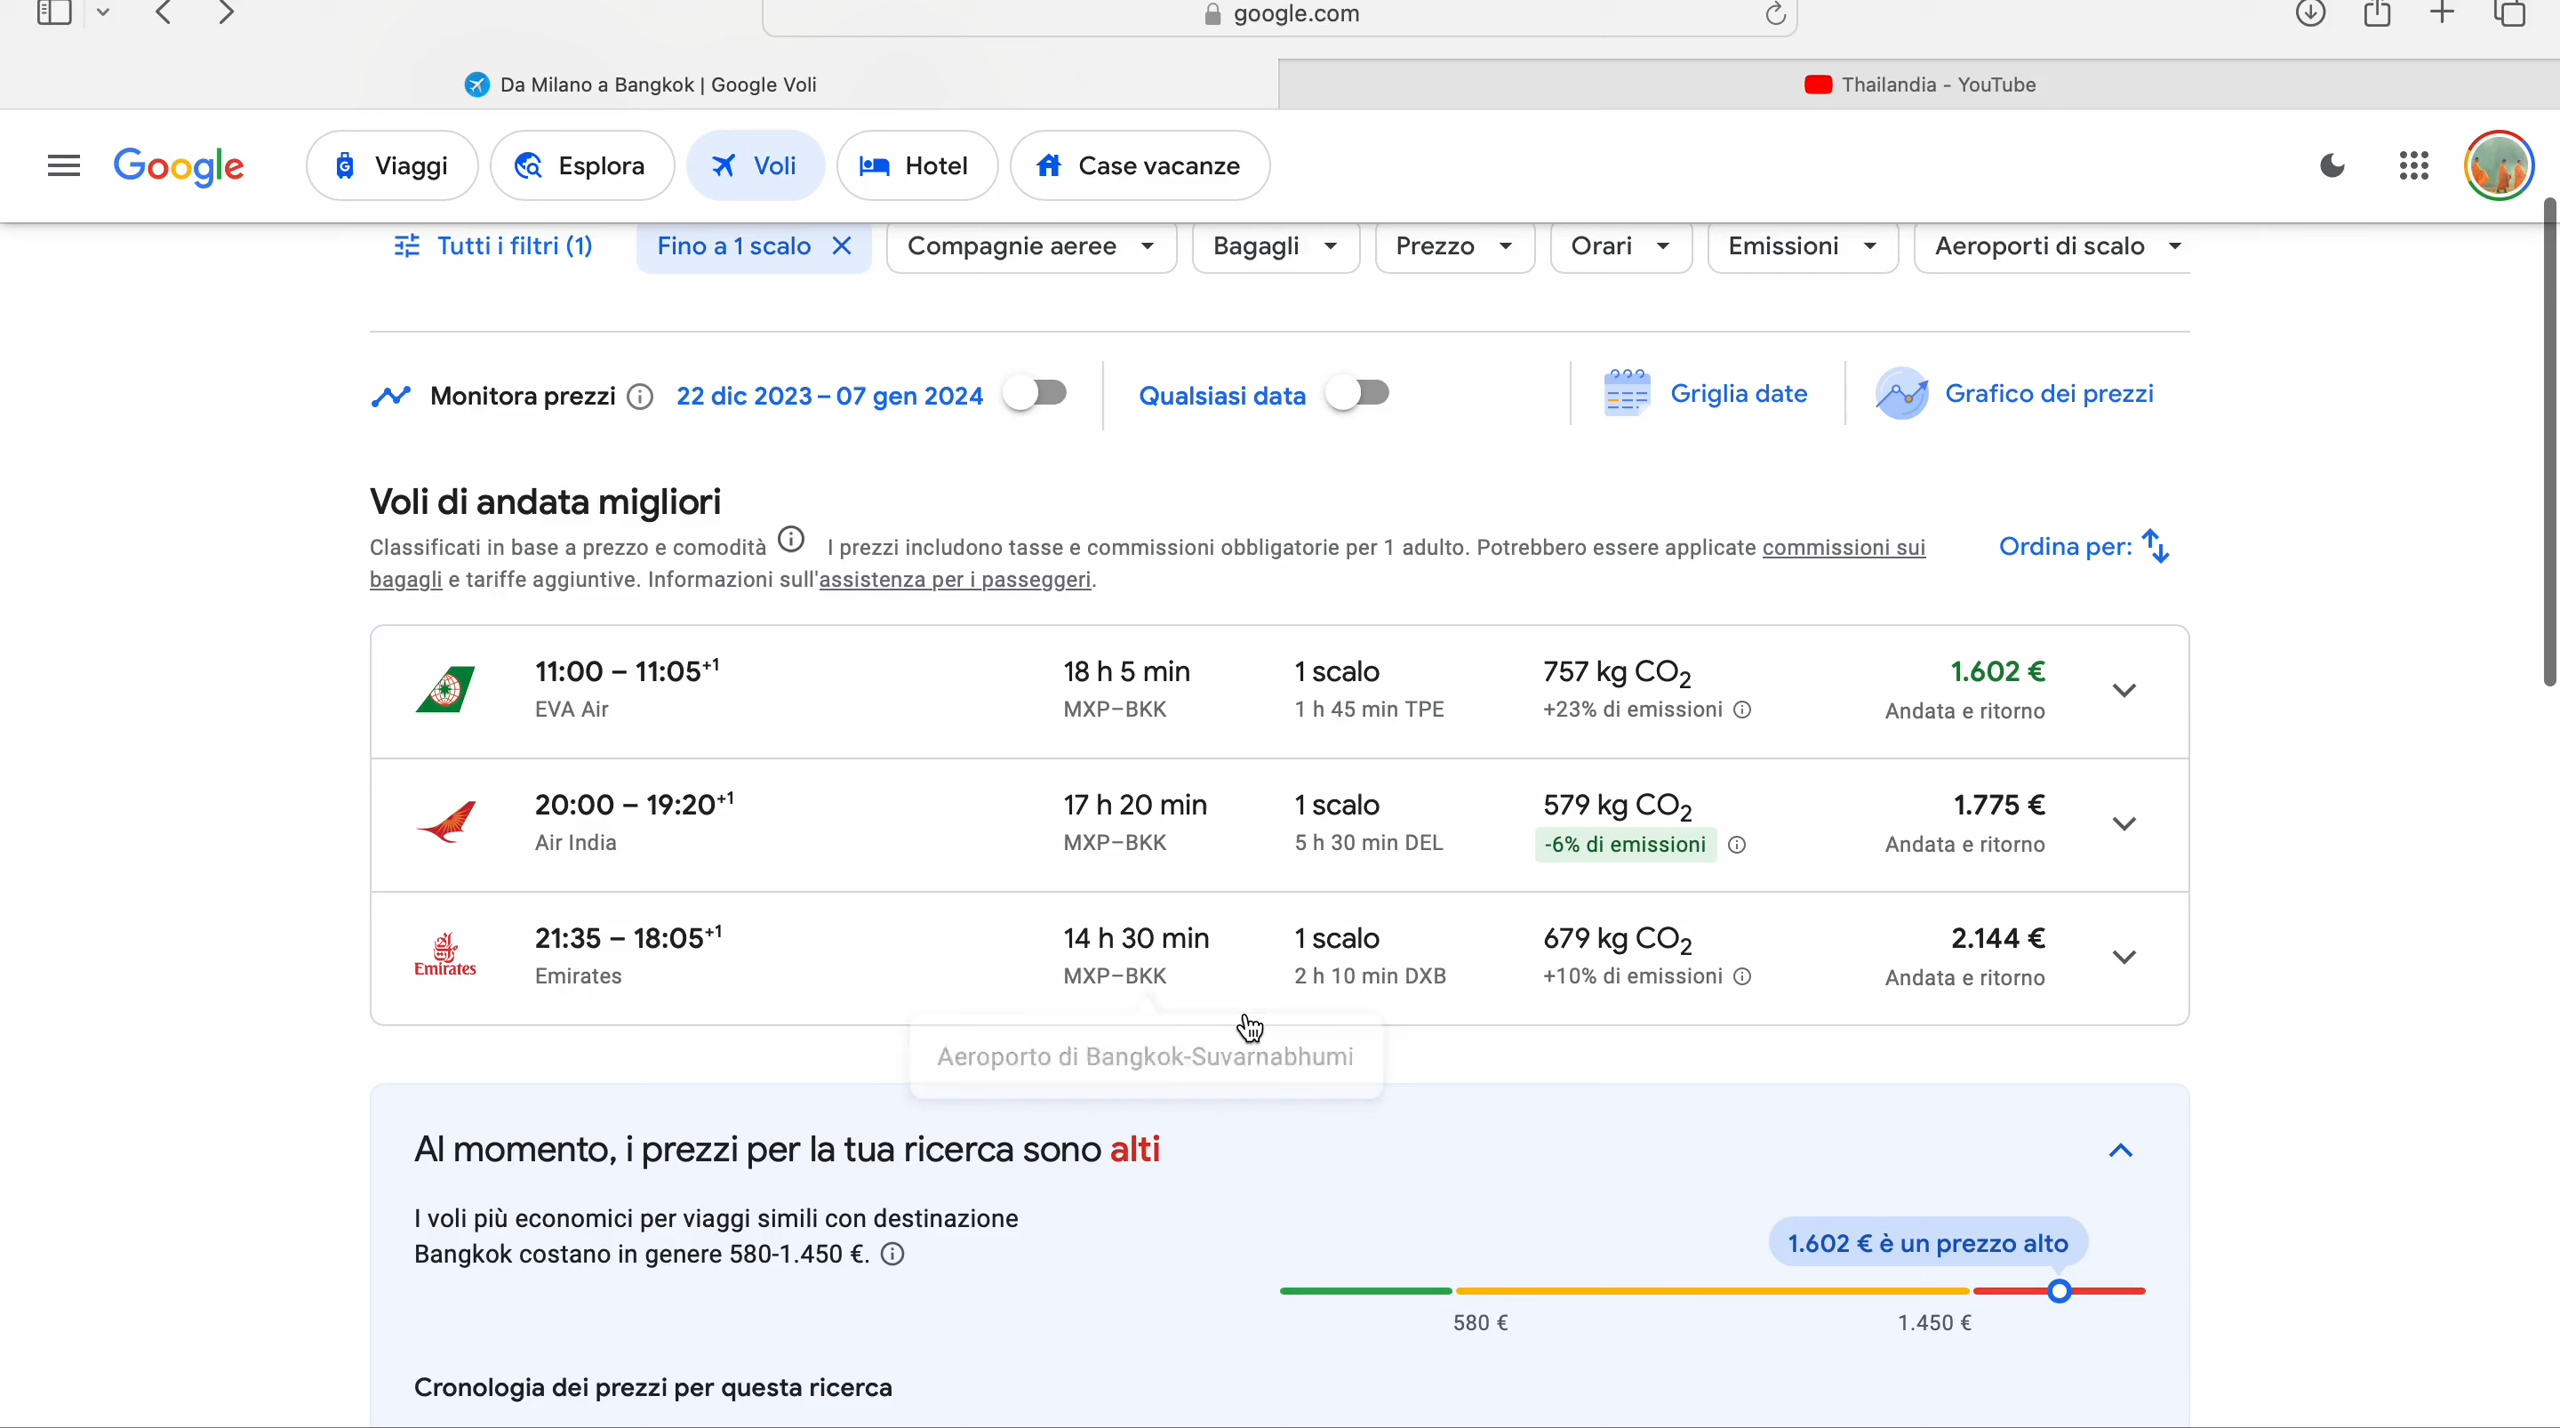 google.com
Da Milano a Bangkok | Google Voli
Thailandia - YouTube
Google
Viaggi
Esplora
Voli
Hotel
Case vacanze
Tutti i filtri (1)
Fino a 1 scalo
Compagnie aeree
Bagagli
Prezzo
Orari
Emissioni
Aeroporti di scalo
Monitora prezzi
22 dic 2023 – 07 gen 2024
Qualsiasi data
Griglia date
Grafico dei prezzi
Voli di andata migliori
Classificati in base a prezzo e comodità I prezzi includono tasse e commissioni obbligatorie per 1 adulto. Potrebbero essere applicate commissioni sui
bagagli e tariffe aggiuntive. Informazioni sull'assistenza per i passeggeri.
Ordina per:
11:00 – 11:05+1 18 h 5 min 1 scalo 757 kg CO2 1.602 €
EVA Air MXP–BKK 1 h 45 min TPE +23% di emissioni Andata e ritorno
20:00 – 19:20+1 17 h 20 min 1 scalo 579 kg CO2 1.775 €
Air India MXP–BKK 5 h 30 min DEL -6% di emissioni Andata e ritorno
21:35 – 18:05+1 14 h 30 min 1 scalo 679 kg CO2 2.144 €
Emirates Emirates MXP–BKK 2 h 10 min DXB +10% di emissioni Andata e ritorno
Aeroporto di Bangkok-Suvarnabhumi
Al momento, i prezzi per la tua ricerca sono alti
I voli più economici per viaggi simili con destinazione
Bangkok costano in genere 580-1.450 €.
1.602 € è un prezzo alto
580 €
1.450 €
Cronologia dei prezzi per questa ricerca